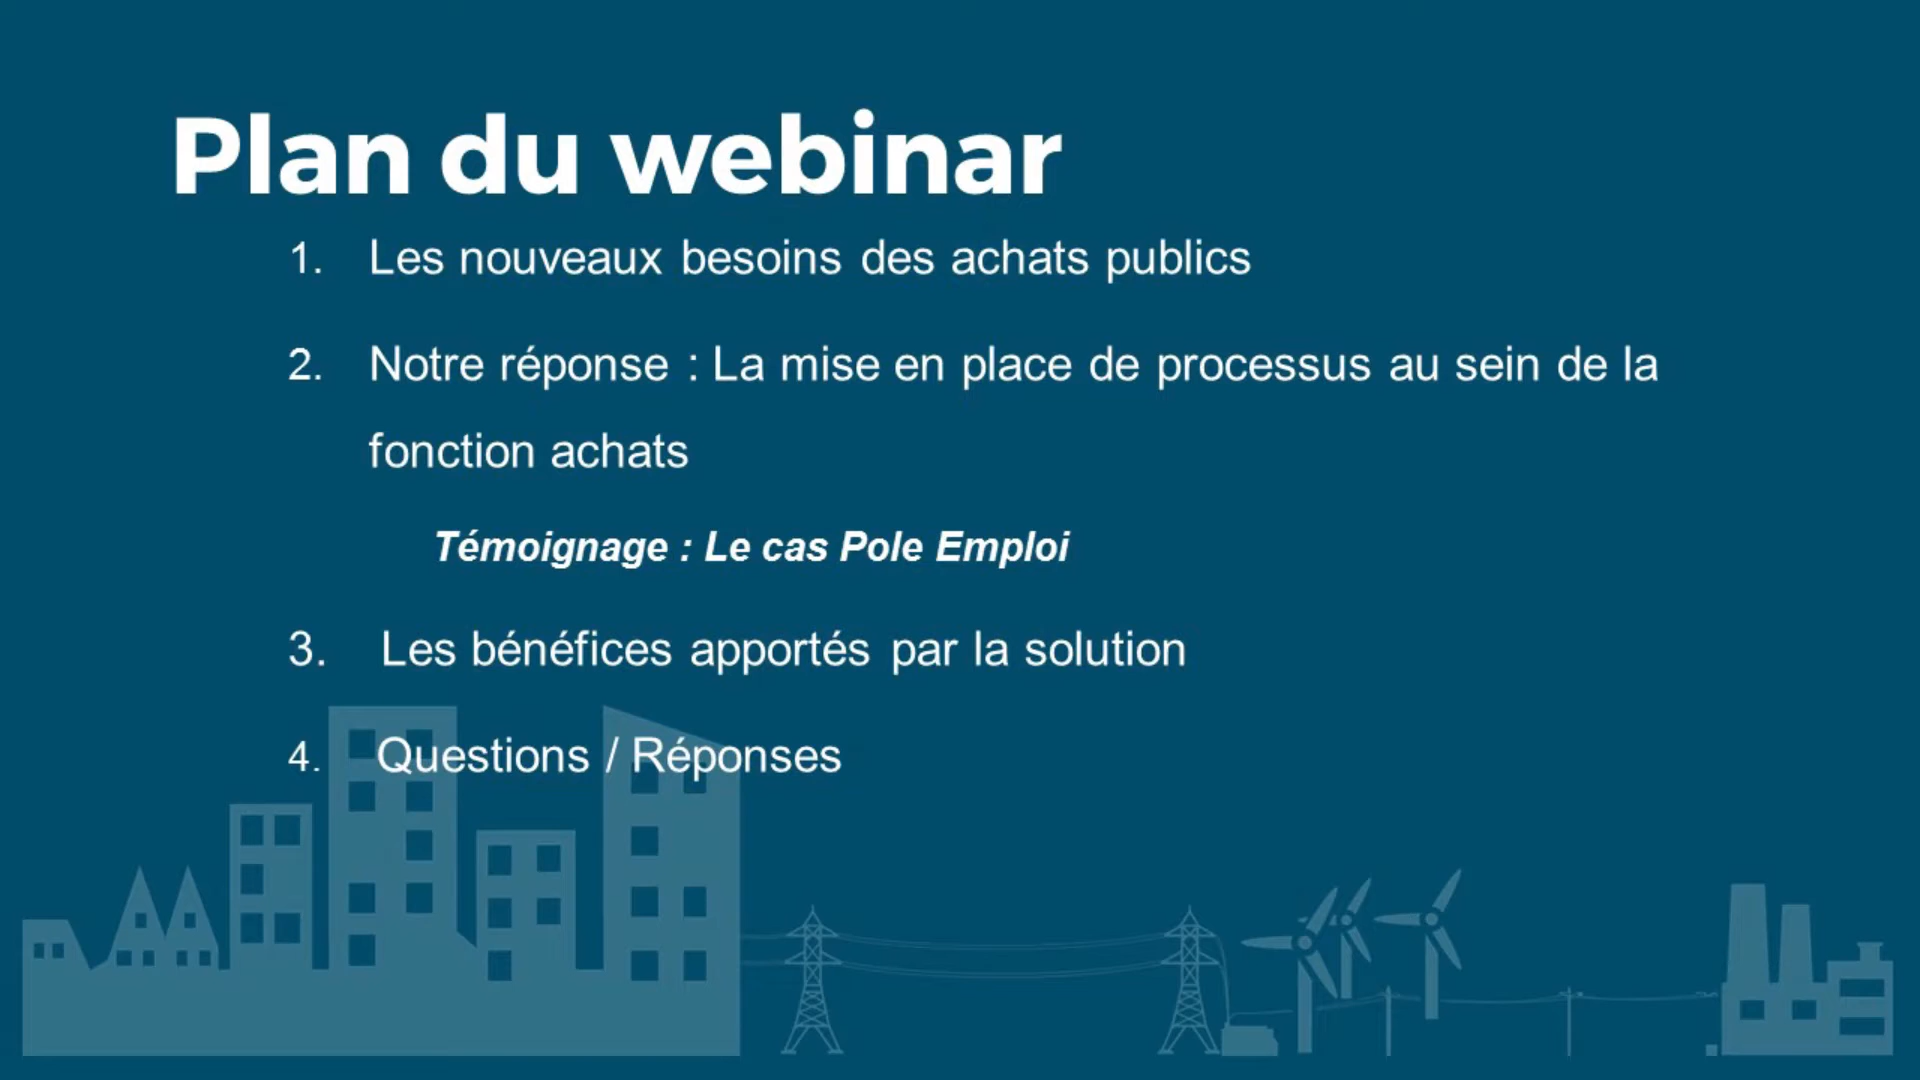 Plan du webinar
1. Les nouveaux besoins des achats publics
2. Notre réponse : La mise en place de processus au sein de la
fonction achats
Témoignage : Le cas Pole Emploi
3. Les bénéfices apportés par la solution
4. Questions / Réponses